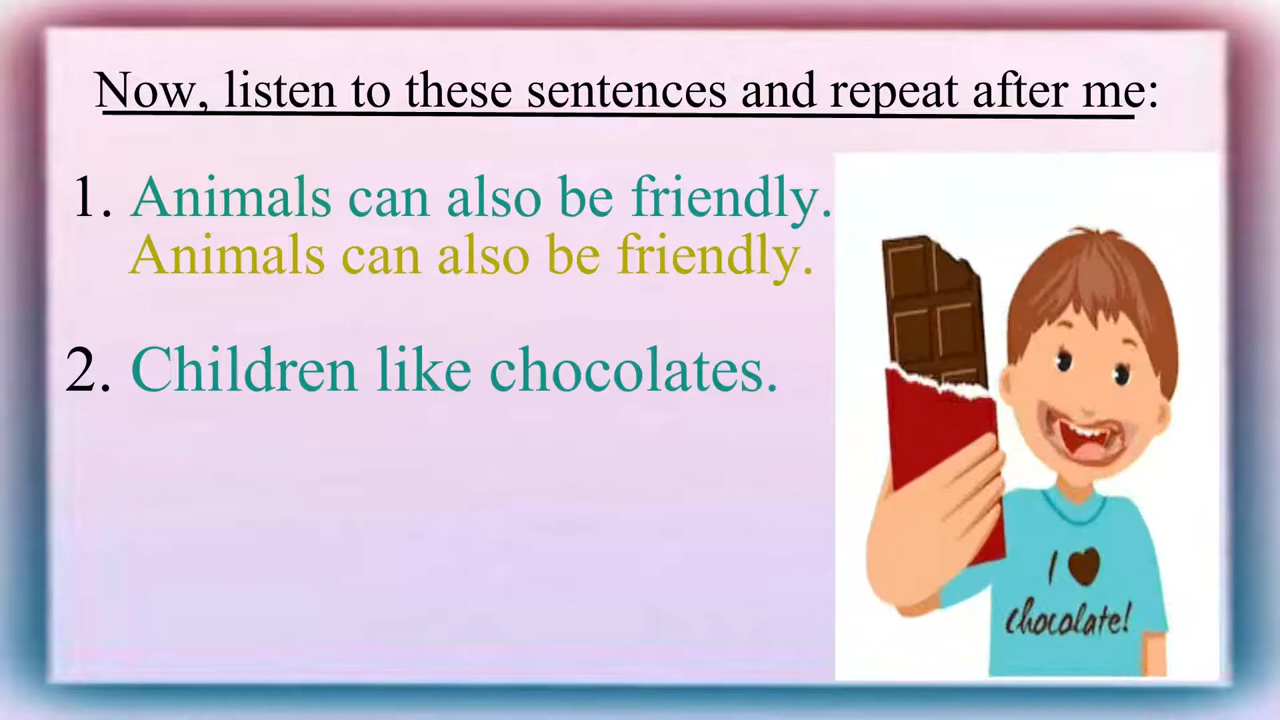 Now, listen to these sentences and repeat after me:
1. Animals can also be friendly.
Animals can also be friendly.
2. Children like chocolates.
I
chocolate!